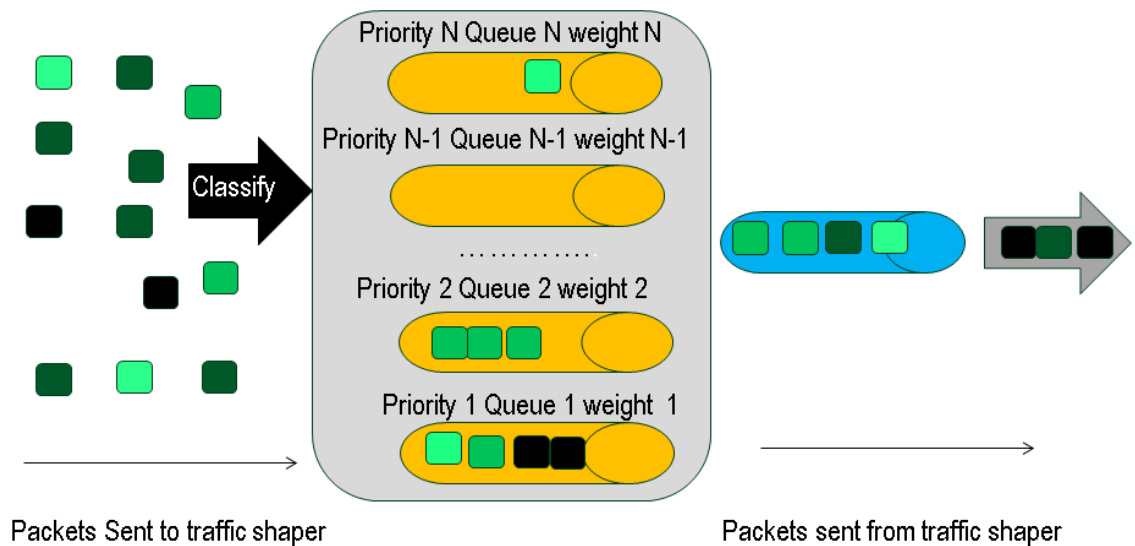 Priority N Queue N weight N
Priority N-1 Queue N-1 weight N-1
Classify
…………..
Priority 2 Queue 2 weight 2
Priority 1 Queue 1 weight 1
Packets Sent to traffic shaper
Packets sent from traffic shaper